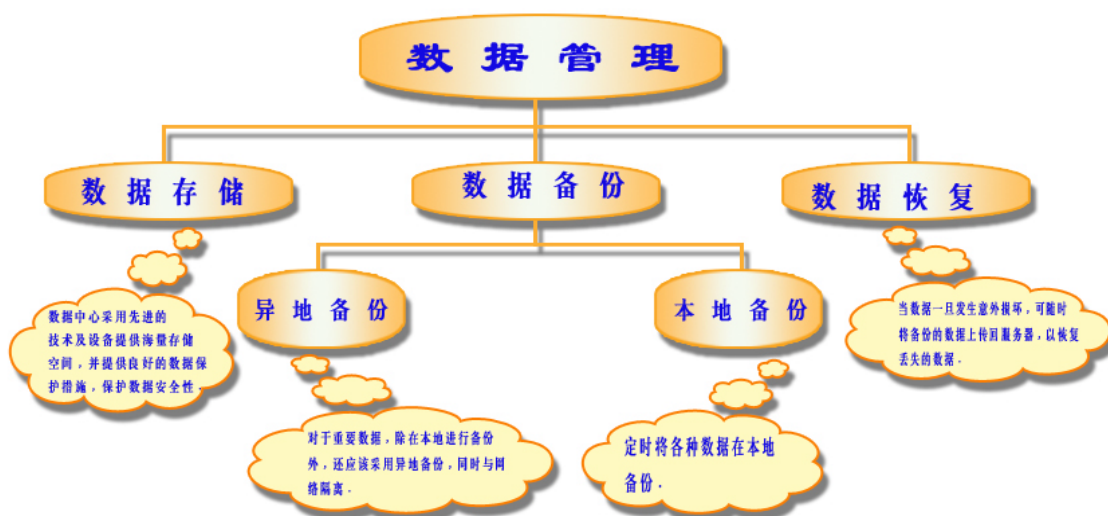 数据管理
数据存储
数据备份
数据恢复
异地备份
本地备份
数据中心采用先进的
技术及设备提供海量存储
空间，并提供良好的数据保
护措施，保护数据安全性．
当数据一旦发生意外损坏，可随时
将备份的数据上传回服务器，以恢复
丢失的数据．
对于重要数据，除在本地进行备份
外，还应该采用异地备份，同时与网
络隔离．
定时将各种数据在本地
备份．